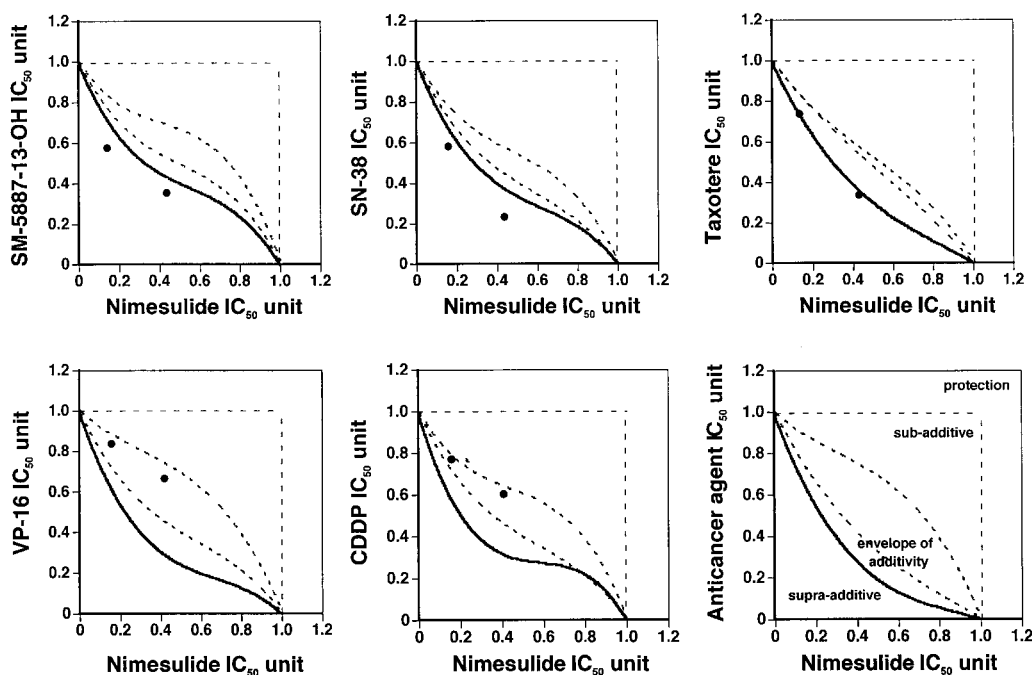 SM-5887-13-OH IC50 unit
1.2
1.0
0.8
0.6
0.4
0.2
0
0 0.2 0.4 0.6 0.8 1.0 1.2
Nimesulide IC50 unit
SN-38 IC50 unit
1.2
1.0
0.8
0.6
0.4
0.2
0
0 0.2 0.4 0.6 0.8 1.0 1.2
Nimesulide IC50 unit
Taxotere IC50 unit
1.2
1.0
0.8
0.6
0.4
0.2
0
0 0.2 0.4 0.6 0.8 1.0 1.2
Nimesulide IC50 unit
VP-16 IC50 unit
1.2
1.0
0.8
0.6
0.4
0.2
0
0 0.2 0.4 0.6 0.8 1.0 1.2
Nimesulide IC50 unit
CDDP IC50 unit
1.2
1.0
0.8
0.6
0.4
0.2
0
0 0.2 0.4 0.6 0.8 1.0 1.2
Nimesulide IC50 unit
Anticancer agent IC50 unit
1.2
1.0
0.8
0.6
0.4
0.2
0
protection
sub-additive
envelope of
additivity
supra-additive
0 0.2 0.4 0.6 0.8 1.0 1.2
Nimesulide IC50 unit